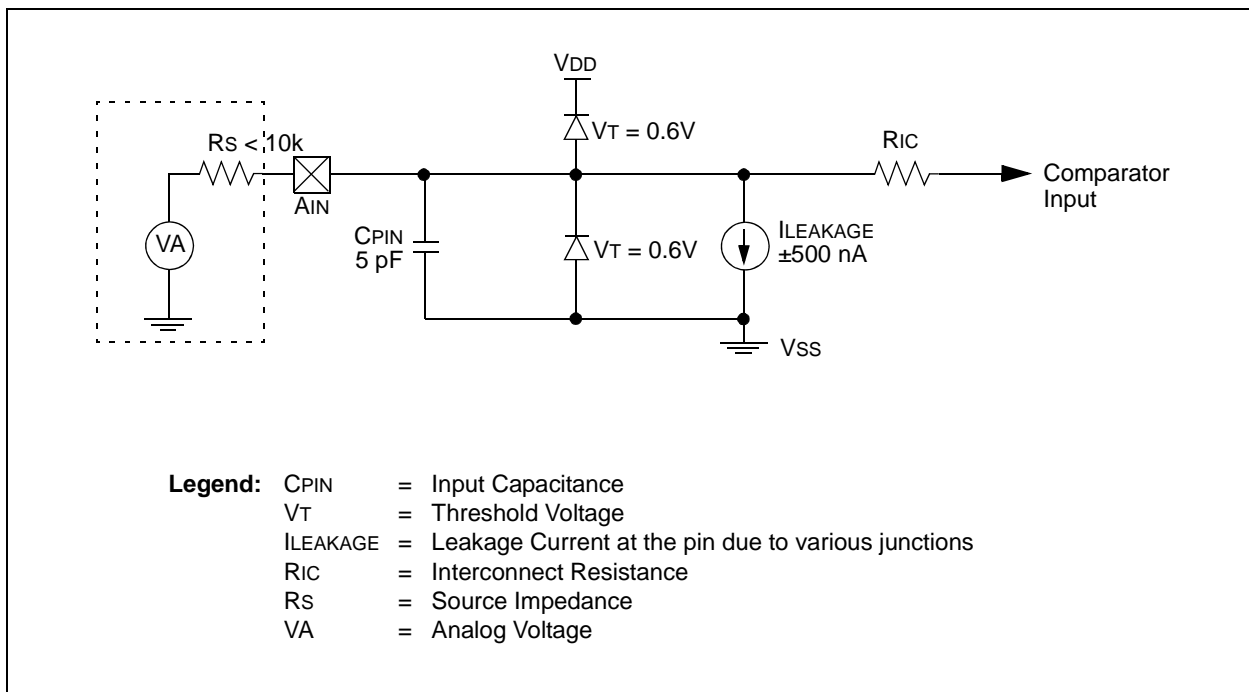 VDD
VT = 0.6V
RS < 10k
RIC
AIN
Comparator
Input
VA
CPIN
5 pF
VT = 0.6V
ILEAKAGE
±500 nA
VSS
Legend: CPIN = Input Capacitance
VT = Threshold Voltage
ILEAKAGE = Leakage Current at the pin due to various junctions
RIC = Interconnect Resistance
RS = Source Impedance
VA = Analog Voltage